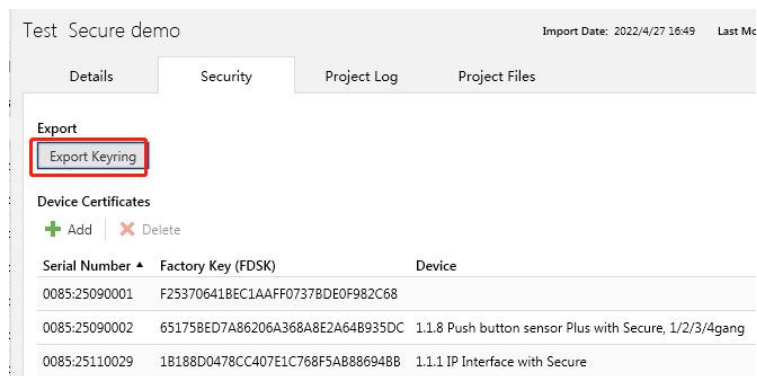 Test Secure demo Import Date: 2022/4/27 16:49 Last Mo
Details Security Project Log Project Files
Export
Export Keyring
Device Certificates
Add Delete
Serial Number Factory Key (FDSK) Device
0085:25090001 F25370641BEC1AAFF0737BDE0F982C68
0085:25090002 65175BED7A86206A368A8E2A64B935DC 1.1.8 Push button sensor Plus with Secure, 1/2/3/4gang
0085:25110029 1B188D0478CC407E1C768F5AB88694BB 1.1.1 IP Interface with Secure